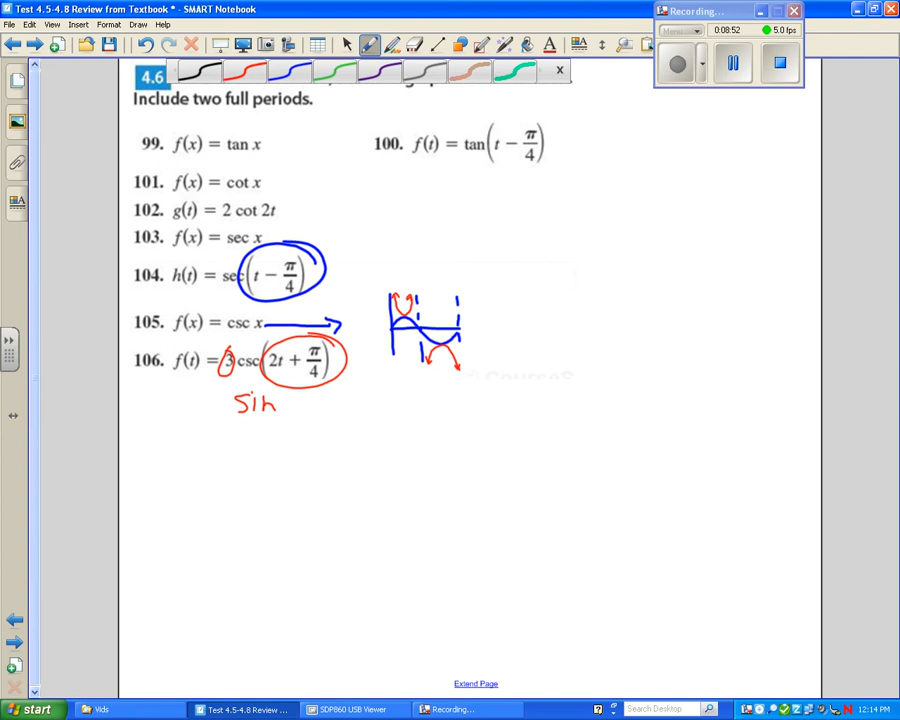 Test 4.5-4.8 Review from Textbook * - SMART Notebook
Recording...
File Edit View Insert Format Draw Help
Menu
00:08:52
5.0 fps
4.6
Include two full periods.
99. f(x) = tan x
100. f(t) = tan(t − π/4)
101. f(x) = cot x
102. g(t) = 2 cot 2t
103. f(x) = sec x
104. h(t) = sec(t − π/4)
105. f(x) = csc x
106. f(t) = 3 csc(2t + π/4)
sin
Extend Page
start
Vids
Test 4.5-4.8 Review ...
SDP860 USB Viewer
Recording...
Search Desktop
12:14 PM